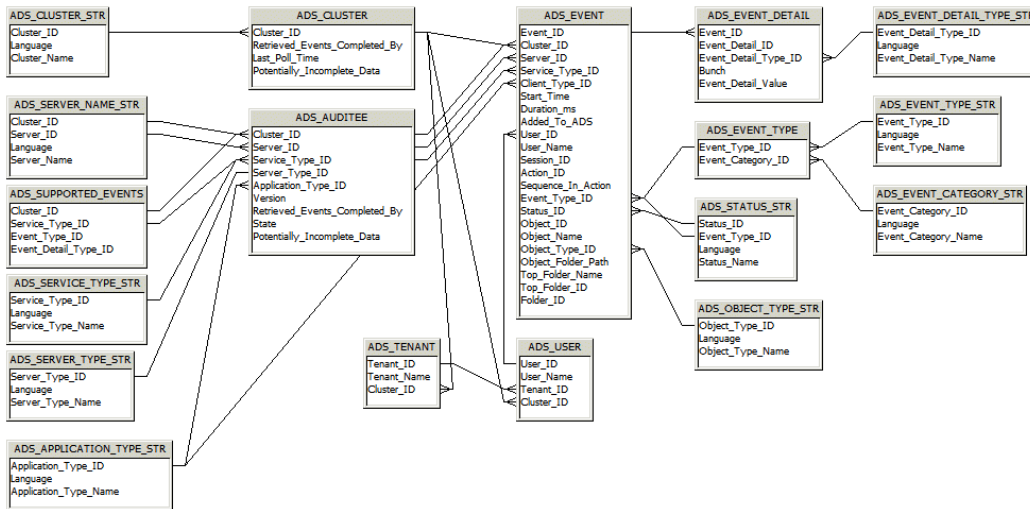 ADS_CLUSTER_STR
Cluster_ID
Language
Cluster_Name
ADS_CLUSTER
Cluster_ID
Retrieved_Events_Completed_By
Last_Poll_Time
Potentially_Incomplete_Data
ADS_EVENT
Event_ID
Cluster_ID
Server_ID
Service_Type_ID
Client_Type_ID
Start_Time
Duration_ms
Added_To_ADS
User_ID
User_Name
Session_ID
Action_ID
Sequence_In_Action
Event_Type_ID
Status_ID
Object_ID
Object_Name
Object_Type_ID
Object_Folder_Path
Top_Folder_Name
Top_Folder_ID
Folder_ID
ADS_EVENT_DETAIL
Event_ID
Event_Detail_ID
Event_Detail_Type_ID
Bunch
Event_Detail_Value
ADS_EVENT_DETAIL_TYPE_STR
Event_Detail_Type_ID
Language
Event_Detail_Type_Name
ADS_SERVER_NAME_STR
Cluster_ID
Server_ID
Language
Server_Name
ADS_AUDITEE
Cluster_ID
Server_ID
Service_Type_ID
Server_Type_ID
Application_Type_ID
Version
Retrieved_Events_Completed_By
State
Potentially_Incomplete_Data
ADS_EVENT_TYPE
Event_Type_ID
Event_Category_ID
ADS_EVENT_TYPE_STR
Event_Type_ID
Language
Event_Type_Name
ADS_SUPPORTED_EVENTS
Cluster_ID
Service_Type_ID
Event_Type_ID
Event_Detail_Type_ID
ADS_STATUS_STR
Status_ID
Event_Type_ID
Language
Status_Name
ADS_EVENT_CATEGORY_STR
Event_Category_ID
Language
Event_Category_Name
ADS_SERVICE_TYPE_STR
Service_Type_ID
Language
Service_Type_Name
ADS_OBJECT_TYPE_STR
Object_Type_ID
Language
Object_Type_Name
ADS_SERVER_TYPE_STR
Server_Type_ID
Language
Server_Type_Name
ADS_TENANT
Tenant_ID
Tenant_Name
Cluster_ID
ADS_USER
User_ID
User_Name
Tenant_ID
Cluster_ID
ADS_APPLICATION_TYPE_STR
Application_Type_ID
Language
Application_Type_Name